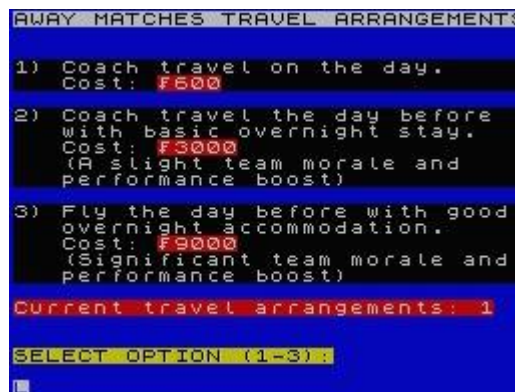 AWAY MATCHES TRAVEL ARRANGEMENTS
1) Coach travel on the day.
Cost: ₣600
2) Coach travel the day before
with basic overnight stay.
Cost: ₣3000
(A slight team morale and
performance boost)
3) Fly the day before with good
overnight accommodation.
Cost: ₣9000
(Significant team morale and
performance boost)
Current travel arrangements: 1
SELECT OPTION (1-3):
L